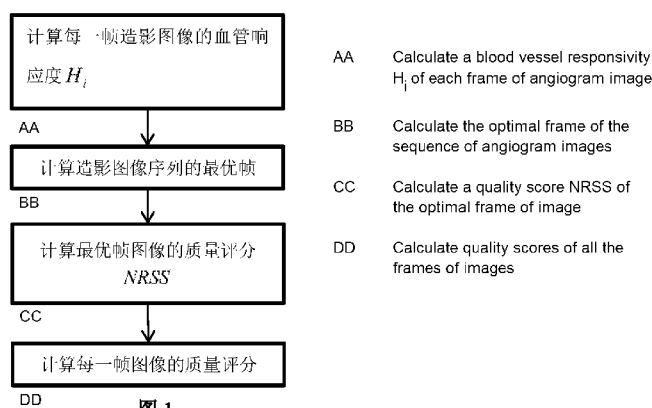 计算每一帧造影图像的血管响
应度 Hi
AA
计算造影图像序列的最优帧
BB
计算最优帧图像的质量评分
NRSS
CC
计算每一帧图像的质量评分
DD
图 1
AA Calculate a blood vessel responsivity
Hi of each frame of angiogram image
BB Calculate the optimal frame of the
sequence of angiogram images
CC Calculate a quality score NRSS of
the optimal frame of image
DD Calculate quality scores of all the
frames of images